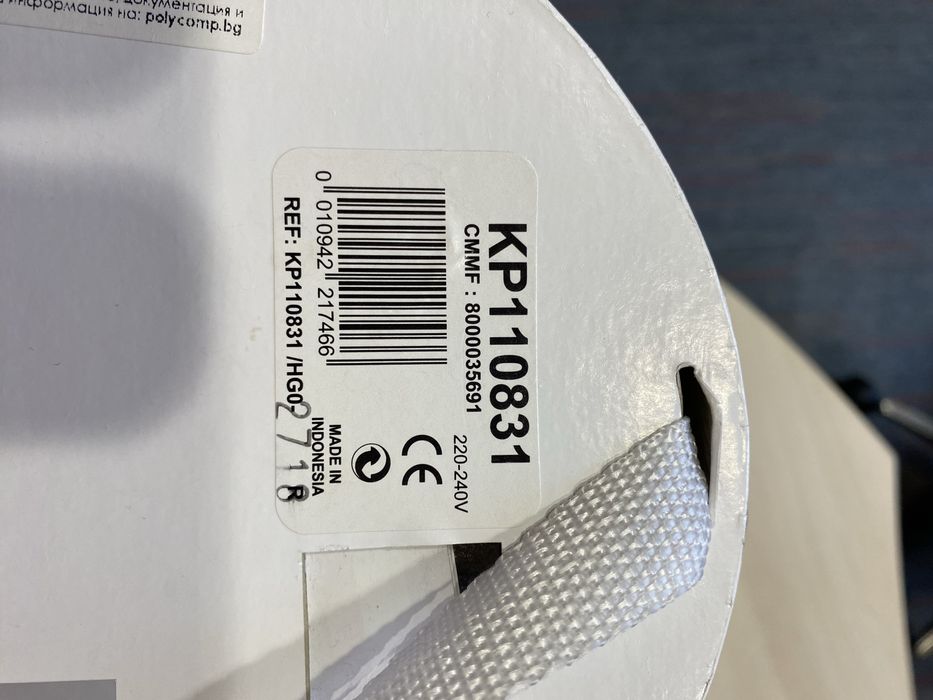 документация и
информация на: polycomp.bg
KP110831
CMMF : 8000035691
220-240V
0 010942 217466
REF: KP110831 /HG0- R
2718
MADE IN
INDONESIA
CE